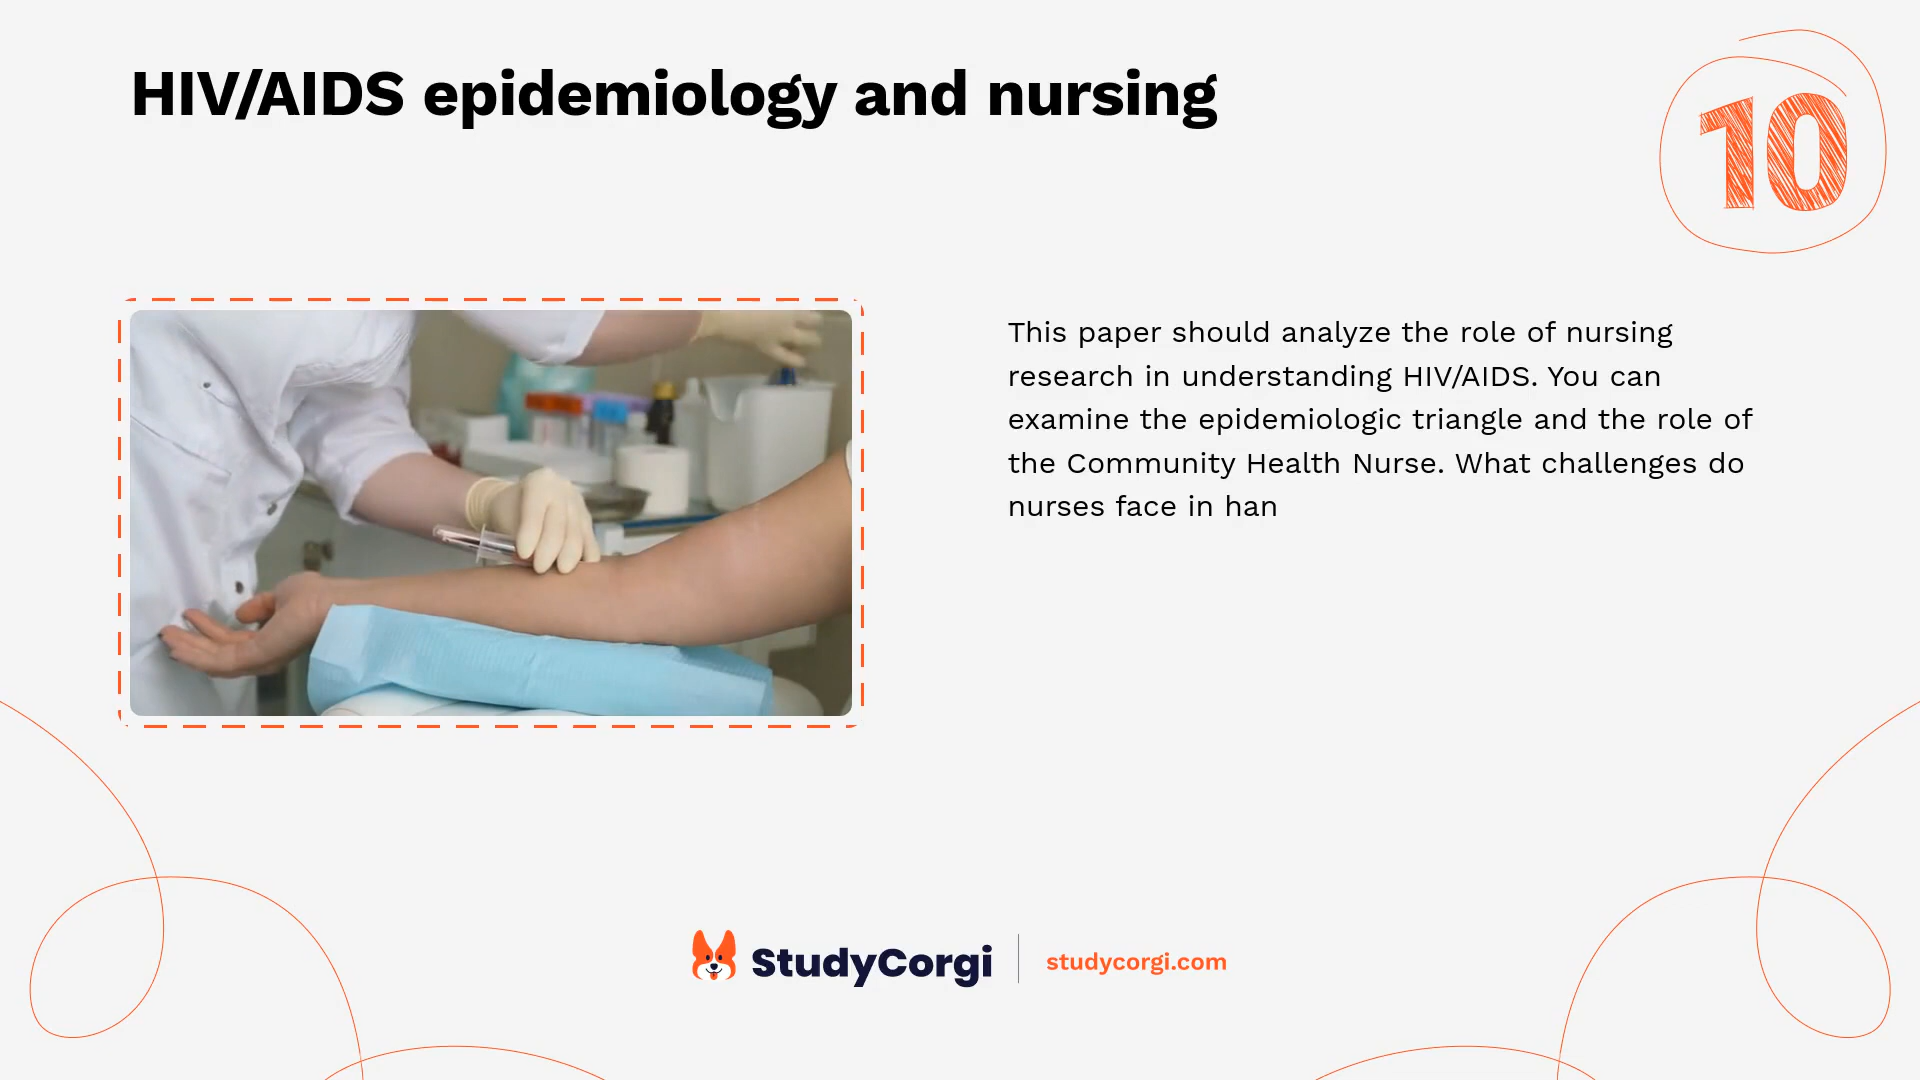 HIV/AIDS epidemiology and nursing
10
This paper should analyze the role of nursing
research in understanding HIV/AIDS. You can
examine the epidemiologic triangle and the role of
the Community Health Nurse. What challenges do
nurses face in han
StudyCorgi
studycorgi.com